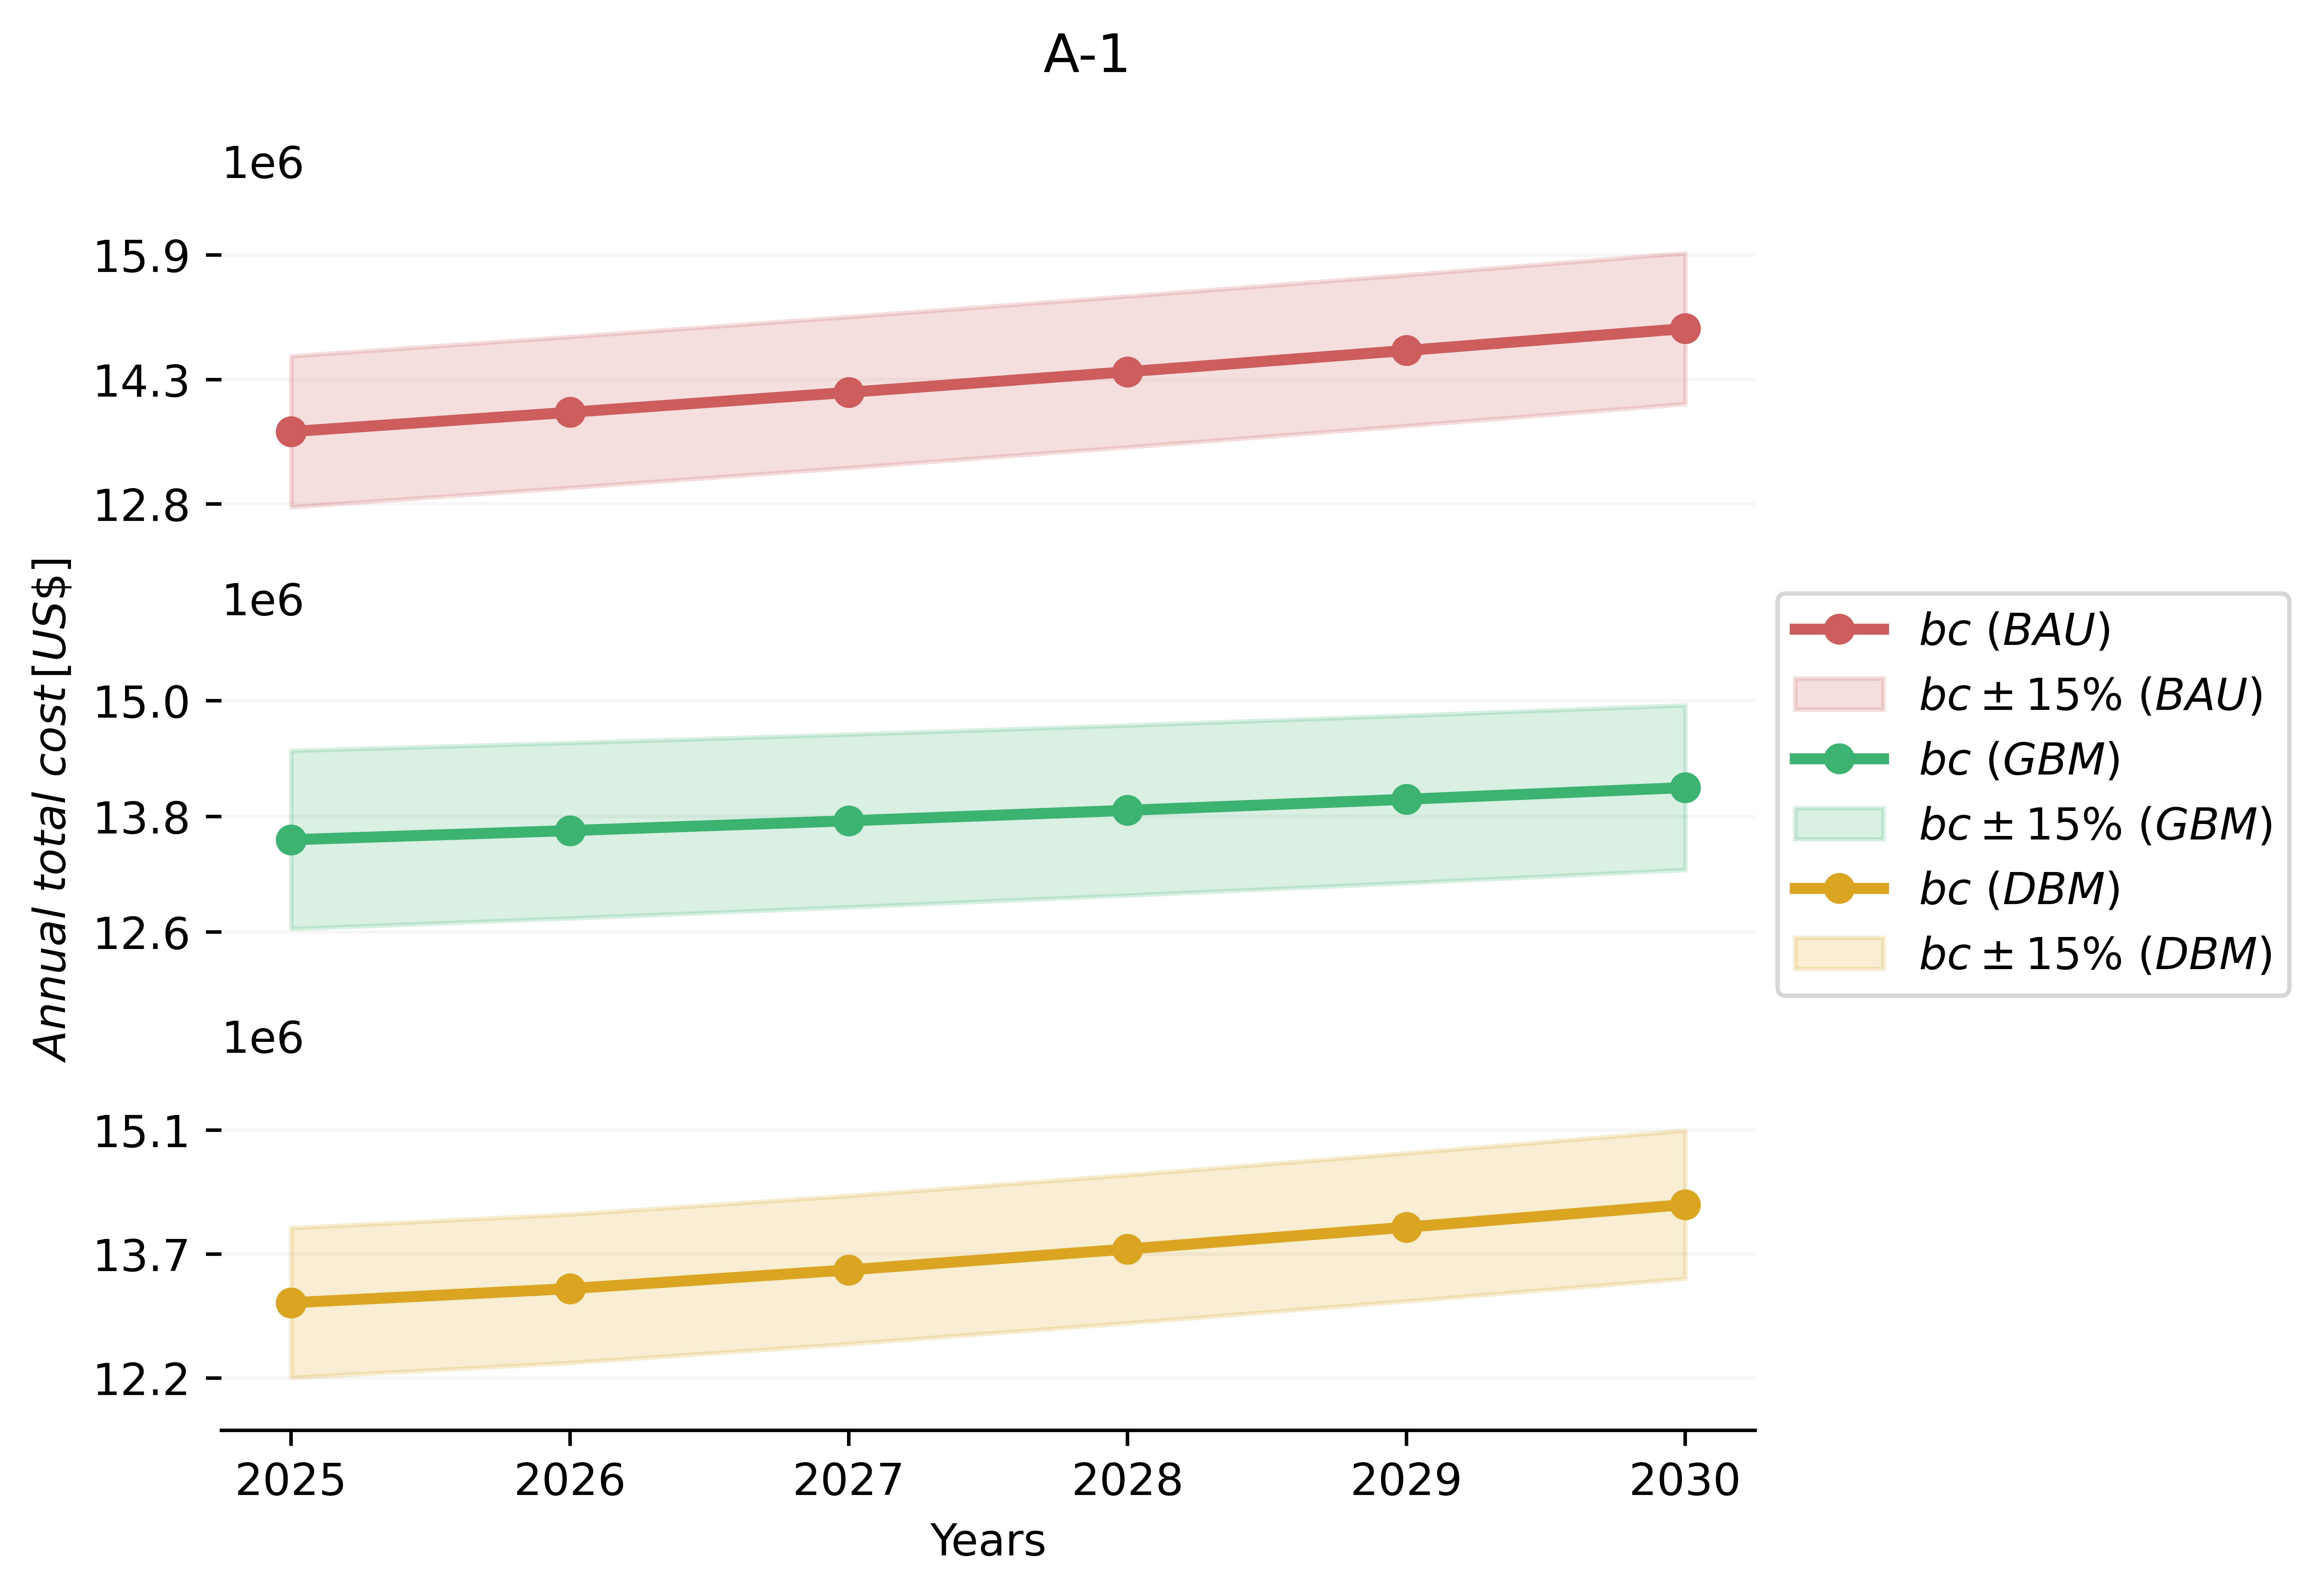 A-1
1e6
15.9
14.3
12.8
1e6
15.0
13.8
12.6
1e6
15.1
13.7
12.2
Annual total cost [US$]
2025 2026 2027 2028 2029 2030
Years
bc (BAU)
bc ± 15% (BAU)
bc (GBM)
bc ± 15% (GBM)
bc (DBM)
bc ± 15% (DBM)